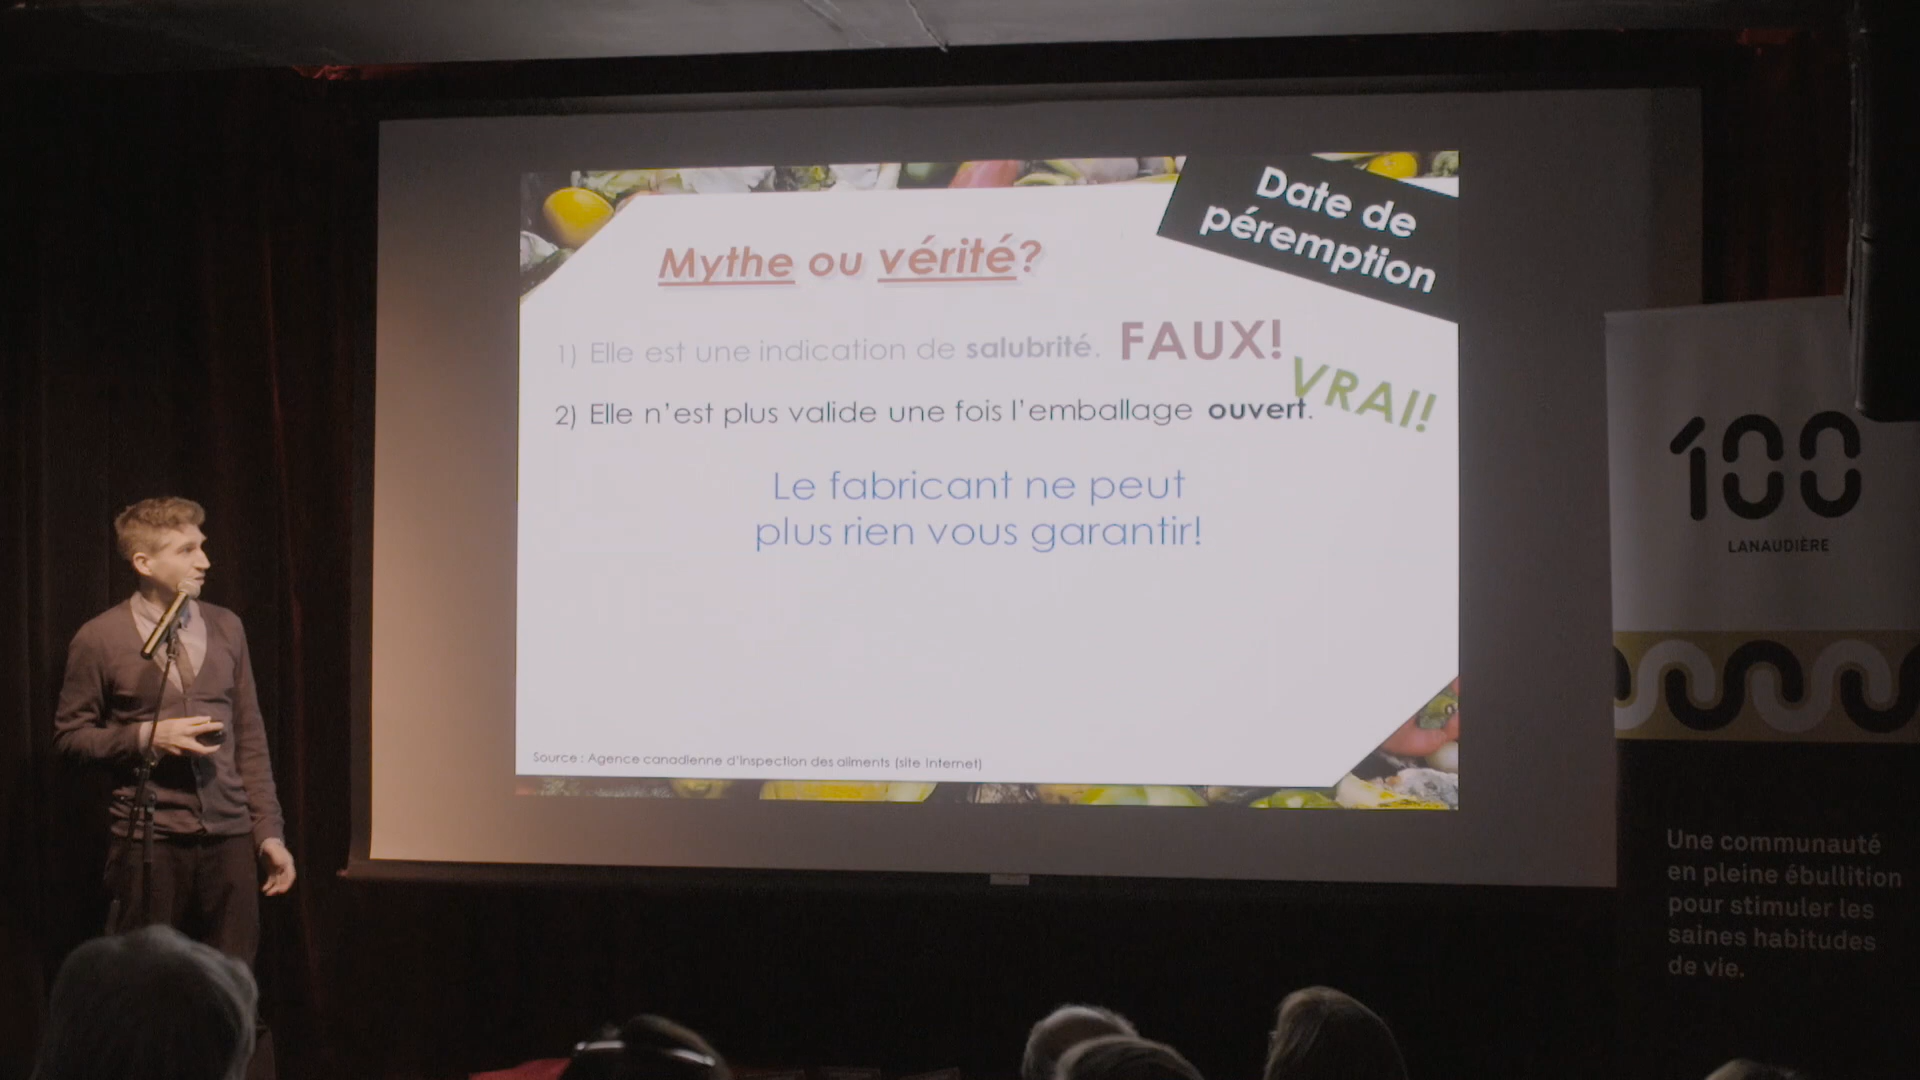 Date de
péremption
Mythe ou vérité?
1) Elle est une indication de salubrité. FAUX!
2) Elle n'est plus valide une fois l'emballage ouvert. VRAI!
Le fabricant ne peut
plus rien vous garantir!
Source : Agence canadienne d'Inspection des aliments (site Internet)
100
LANAUDIÈRE
Une communauté
en pleine ébullition
pour stimuler les
saines habitudes
de vie.